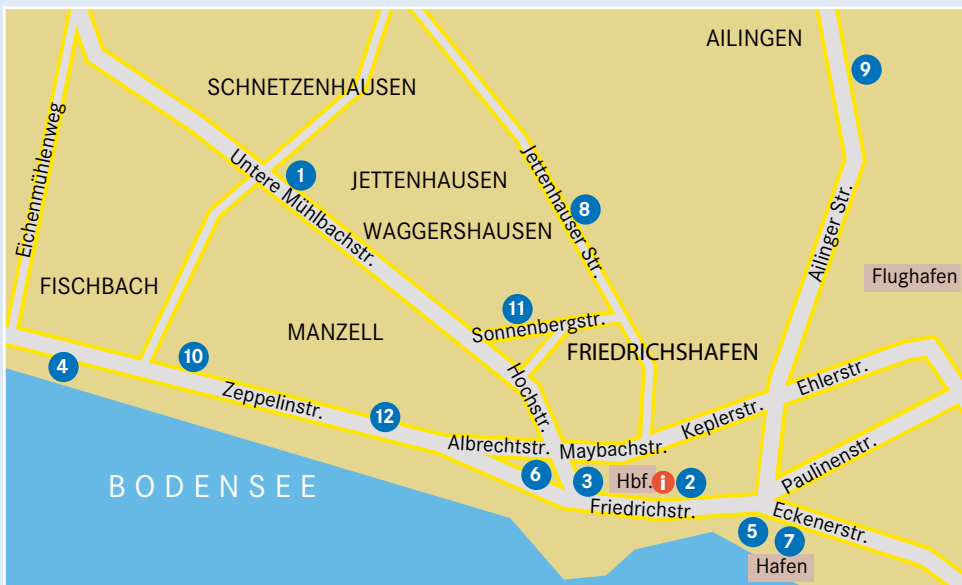 AILINGEN
9
SCHNETZENHAUSEN
Eichenmühlenweg
Untere Mühlbachstr.
1
JETTENHAUSEN
Jettenhauser Str.
8
WAGGERSHAUSEN
Ailinger Str.
Flughafen
FISCHBACH
MANZELL
11
Sonnenbergstr.
FRIEDRICHSHAFEN
4
10
Zeppelinstr.
12
Hochstr.
Ehlerstr.
Keplerstr.
Albrechtstr.
Maybachstr.
Paulinenstr.
BODENSEE
6
3
Hbf.
i
2
Friedrichstr.
Eckenerstr.
5
7
Hafen